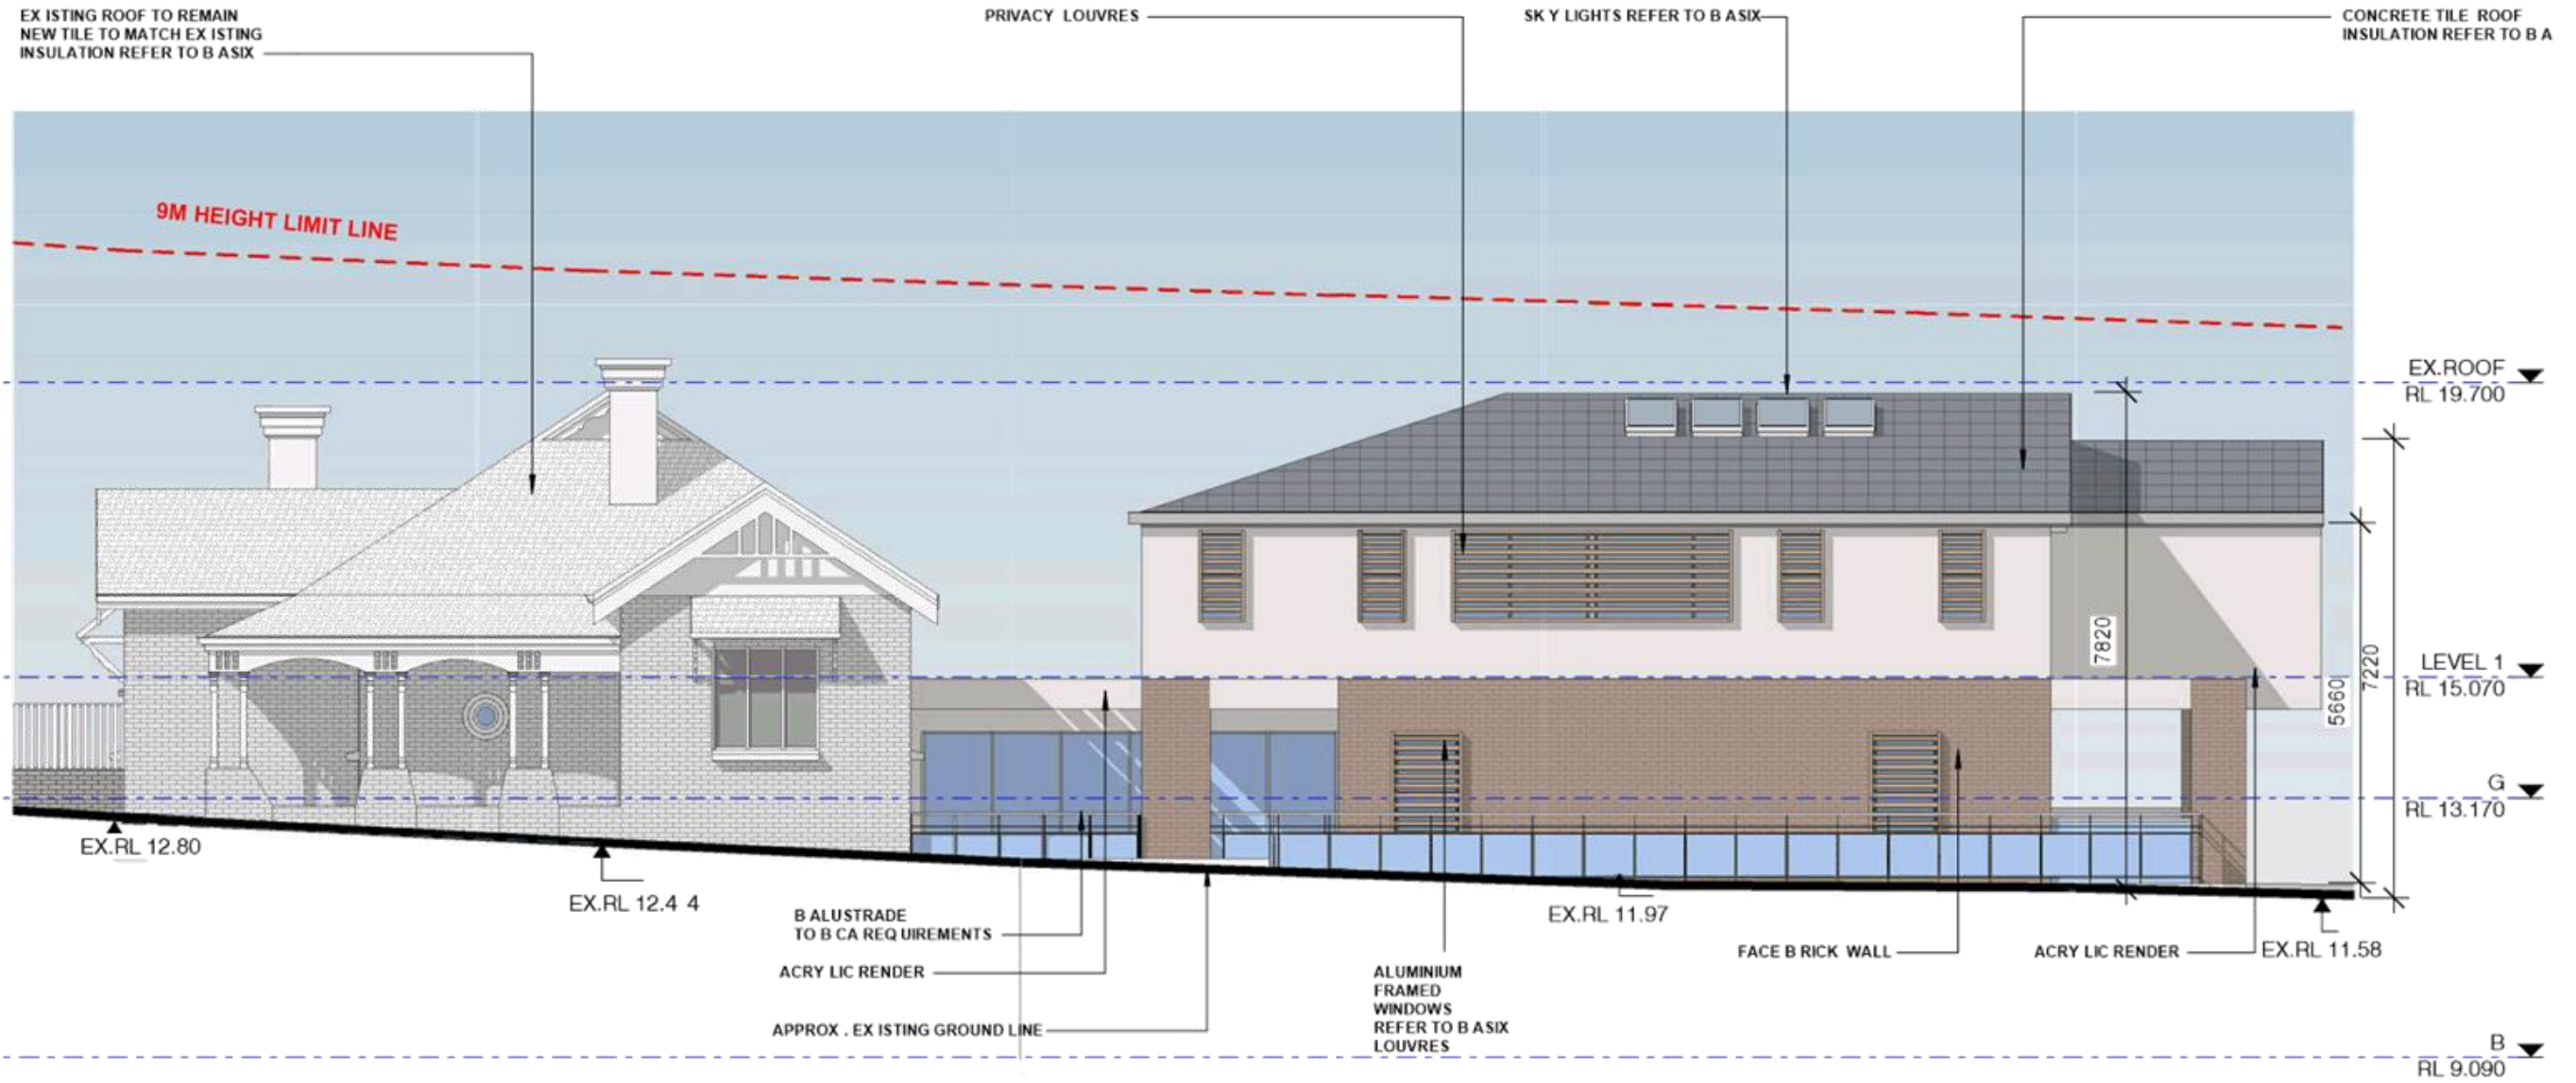 EX ISTING ROOF TO REMAIN
NEW TILE TO MATCH EX ISTING
INSULATION REFER TO B ASIX
PRIVACY LOUVRES
SK Y LIGHTS REFER TO B ASIX
CONCRETE TILE ROOF
INSULATION REFER TO B A
9M HEIGHT LIMIT LINE
EX.ROOF
RL 19.700
7820
7220
5660
LEVEL 1
RL 15.070
G
RL 13.170
EX.RL 12.80
EX.RL 12.4 4
EX.RL 11.97
EX.RL 11.58
B ALUSTRADE
TO B CA REQ UIREMENTS
ACRY LIC RENDER
APPROX . EX ISTING GROUND LINE
ALUMINIUM
FRAMED
WINDOWS
REFER TO B ASIX
LOUVRES
FACE B RICK WALL
ACRY LIC RENDER
B
RL 9.090